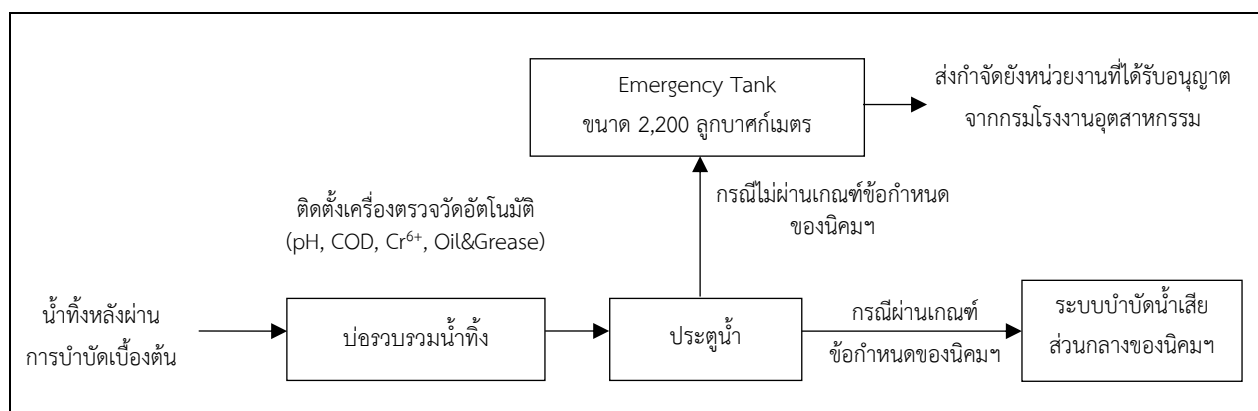 Emergency Tank
ขนาด 2,200 ลูกบาศก์เมตร
ส่งกำจัดยังหน่วยงานที่ได้รับอนุญาต
จากกรมโรงงานอุตสาหกรรม
กรณีไม่ผ่านเกณฑ์ข้อกำหนด
ของนิคมฯ
ติดตั้งเครื่องตรวจวัดอัตโนมัติ
(pH, COD, Cr⁶⁺, Oil&Grease)
น้ำทิ้งหลังผ่าน
การบำบัดเบื้องต้น
บ่อรวบรวมน้ำทิ้ง
ประตูน้ำ
กรณีผ่านเกณฑ์
ข้อกำหนดของนิคมฯ
ระบบบำบัดน้ำเสีย
ส่วนกลางของนิคมฯ